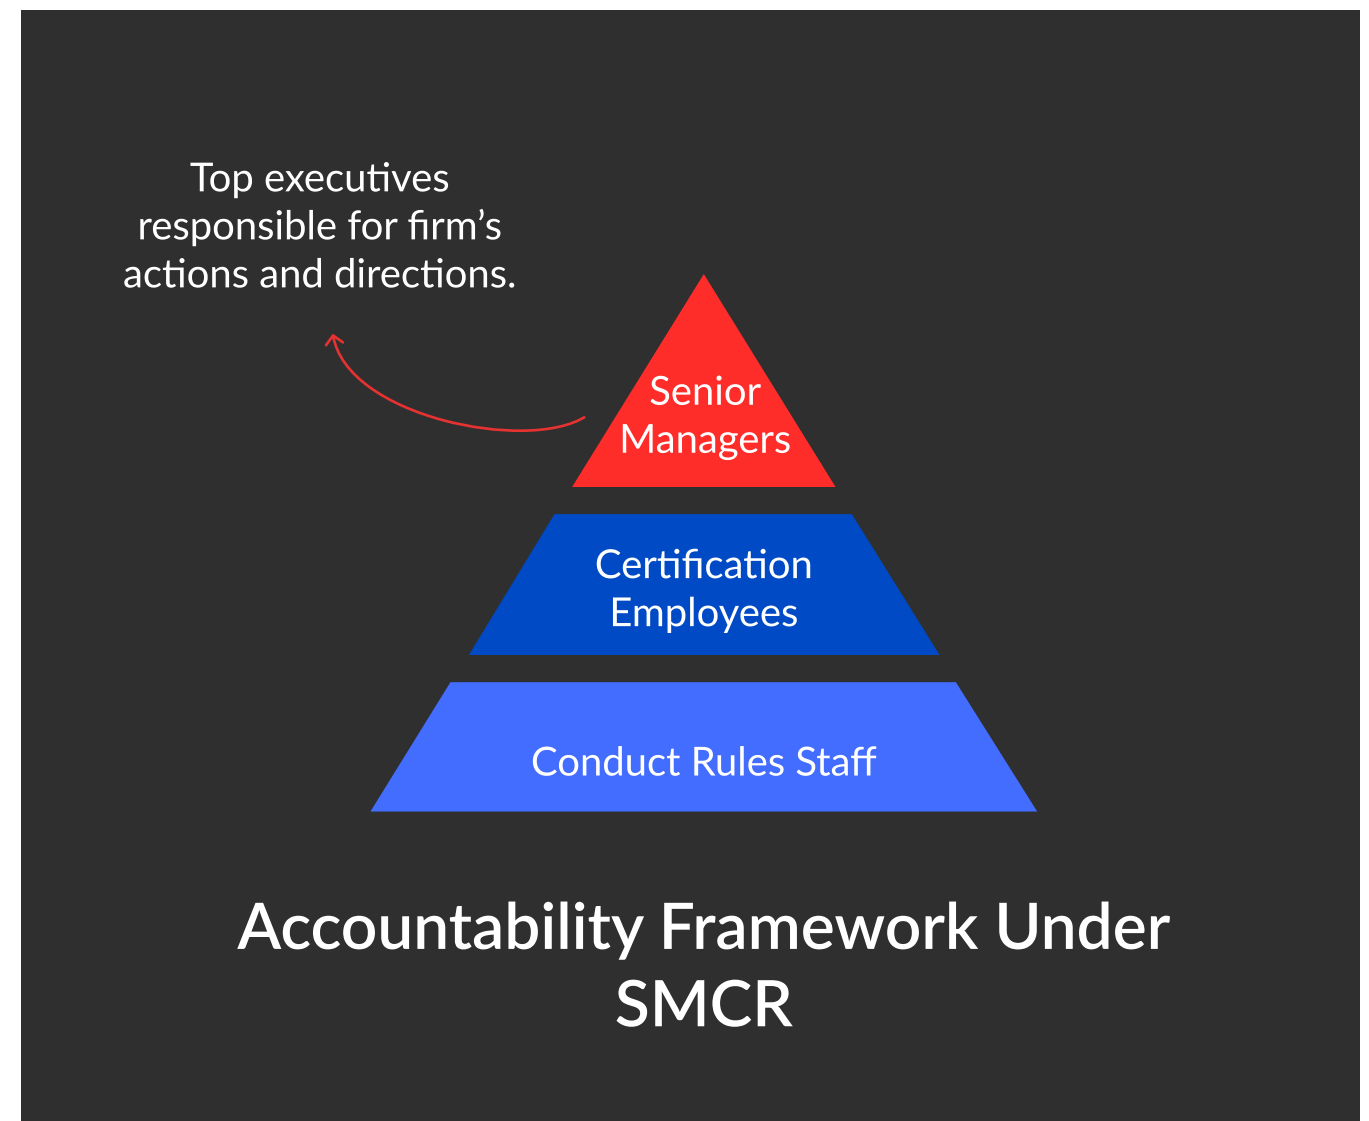 Top executives
responsible for firm’s
actions and directions.
Senior
Managers
Certification
Employees
Conduct Rules Staff
Accountability Framework Under
SMCR